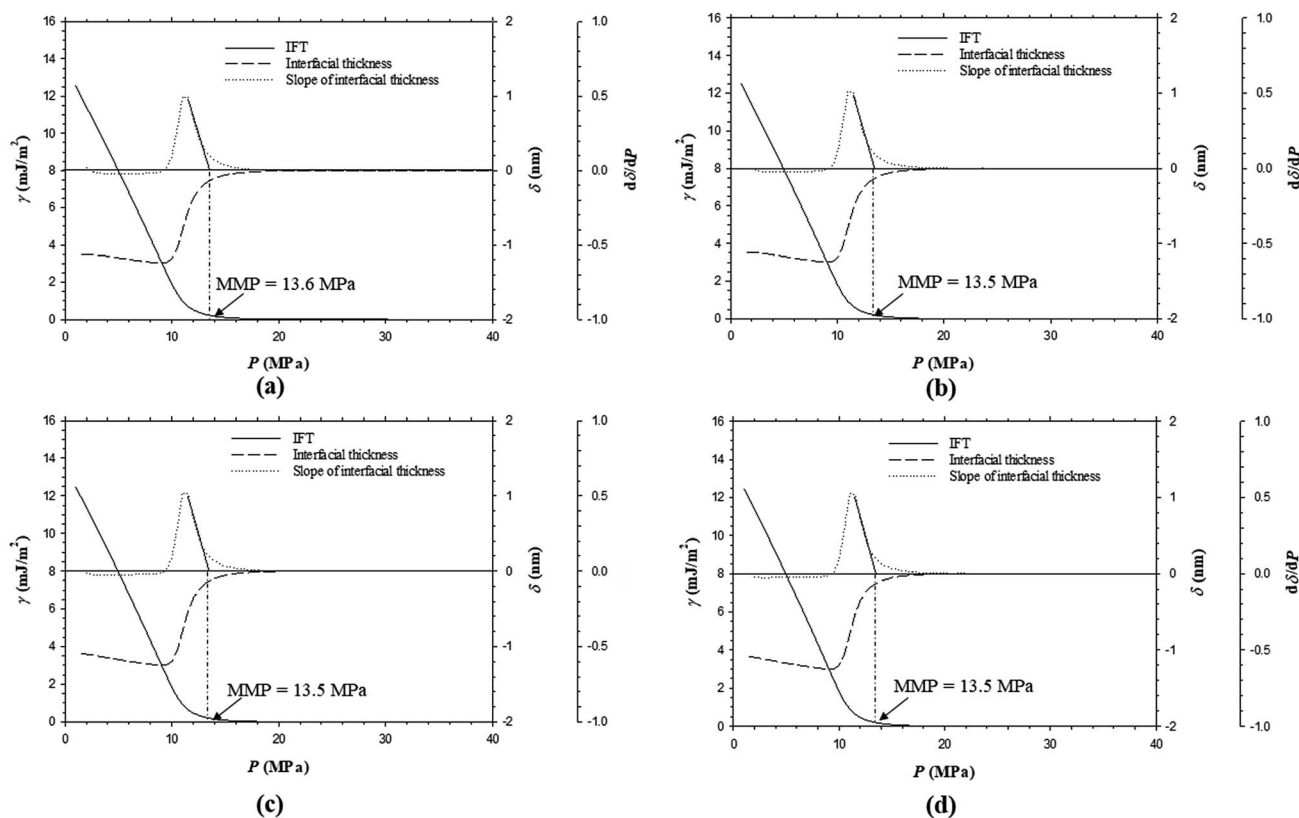 16
14
12
10
8
6
4
2
0
γ (mJ/m²)
2
1
0
-1
-2
δ (nm)
1.0
0.5
0.0
-0.5
-1.0
dδ/dP
IFT
Interfacial thickness
Slope of interfacial thickness
MMP = 13.6 MPa
0 10 20 30 40
P (MPa)
(a)
16
14
12
10
8
6
4
2
0
γ (mJ/m²)
2
1
0
-1
-2
δ (nm)
1.0
0.5
0.0
-0.5
-1.0
dδ/dP
IFT
Interfacial thickness
Slope of interfacial thickness
MMP = 13.5 MPa
0 10 20 30 40
P (MPa)
(b)
16
14
12
10
8
6
4
2
0
γ (mJ/m²)
2
1
0
-1
-2
δ (nm)
1.0
0.5
0.0
-0.5
-1.0
dδ/dP
IFT
Interfacial thickness
Slope of interfacial thickness
MMP = 13.5 MPa
0 10 20 30 40
P (MPa)
(c)
16
14
12
10
8
6
4
2
0
γ (mJ/m²)
2
1
0
-1
-2
δ (nm)
1.0
0.5
0.0
-0.5
-1.0
dδ/dP
IFT
Interfacial thickness
Slope of interfacial thickness
MMP = 13.5 MPa
0 10 20 30 40
P (MPa)
(d)